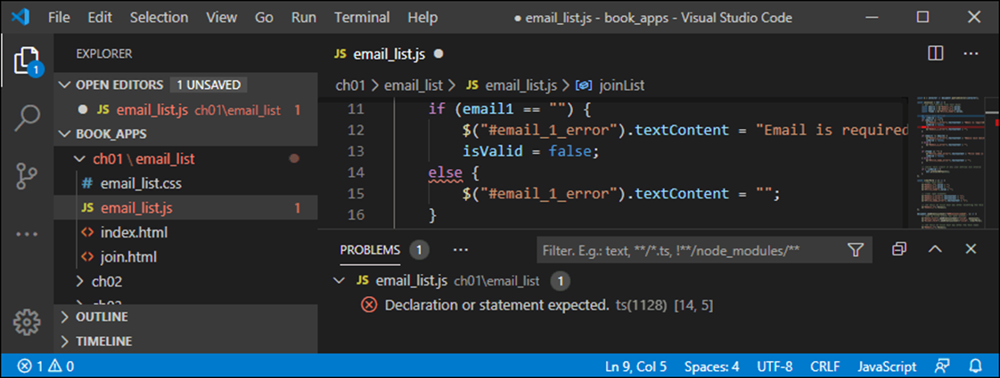 File Edit Selection View Go Run Terminal Help ● email_list.js - book_apps - Visual Studio Code
EXPLORER
OPEN EDITORS 1 UNSAVED
● JS email_list.js ch01\email_list 1
BOOK_APPS
ch01 \ email_list
# email_list.css
JS email_list.js 1
<> index.html
<> join.html
ch02
OUTLINE
TIMELINE
1
JS email_list.js ●
ch01 > email_list > JS email_list.js > joinList
11 if (email1 == "") {
12 $("#email_1_error").textContent = "Email is required
13 isValid = false;
14 else {
15 $("#email_1_error").textContent = "";
16 }
PROBLEMS 1 ... Filter. E.g.: text, **/*.ts, !**/node_modules/**
JS email_list.js ch01\email_list 1
Declaration or statement expected. ts(1128) [14, 5]
1 0 Ln 9, Col 5 Spaces: 4 UTF-8 CRLF JavaScript